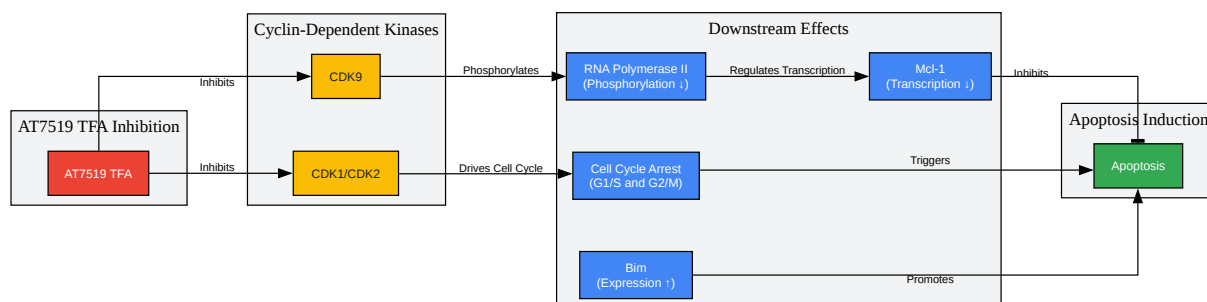 Cyclin-Dependent Kinases
Downstream Effects
CDK9
Phosphorylates
RNA Polymerase II
(Phosphorylation ↓)
Regulates Transcription
Mcl-1
(Transcription ↓)
Inhibits
Inhibits
AT7519 TFA Inhibition
Apoptosis Induction
AT7519 TFA
Inhibits
CDK1/CDK2
Drives Cell Cycle
Cell Cycle Arrest
(G1/S and G2/M)
Triggers
Apoptosis
Bim
(Expression ↑)
Promotes